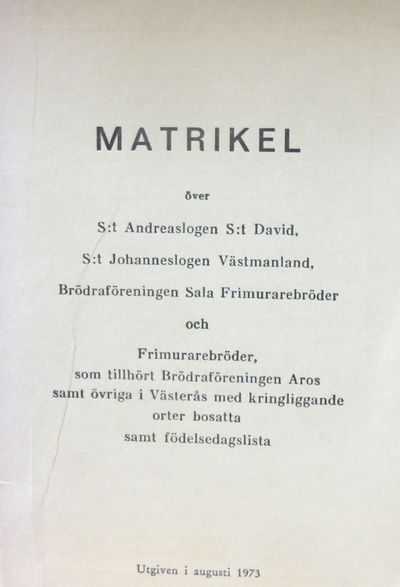 MATRIKEL
över
S:t Andreaslogen S:t David,
S:t Johanneslogen Västmanland,
Brödraföreningen Sala Frimurarebröder
och
Frimurarebröder,
som tillhört Brödraföreningen Aros
samt övriga i Västerås med kringliggande
orter bosatta
samt födelsedagslista
Utgiven i augusti 1973